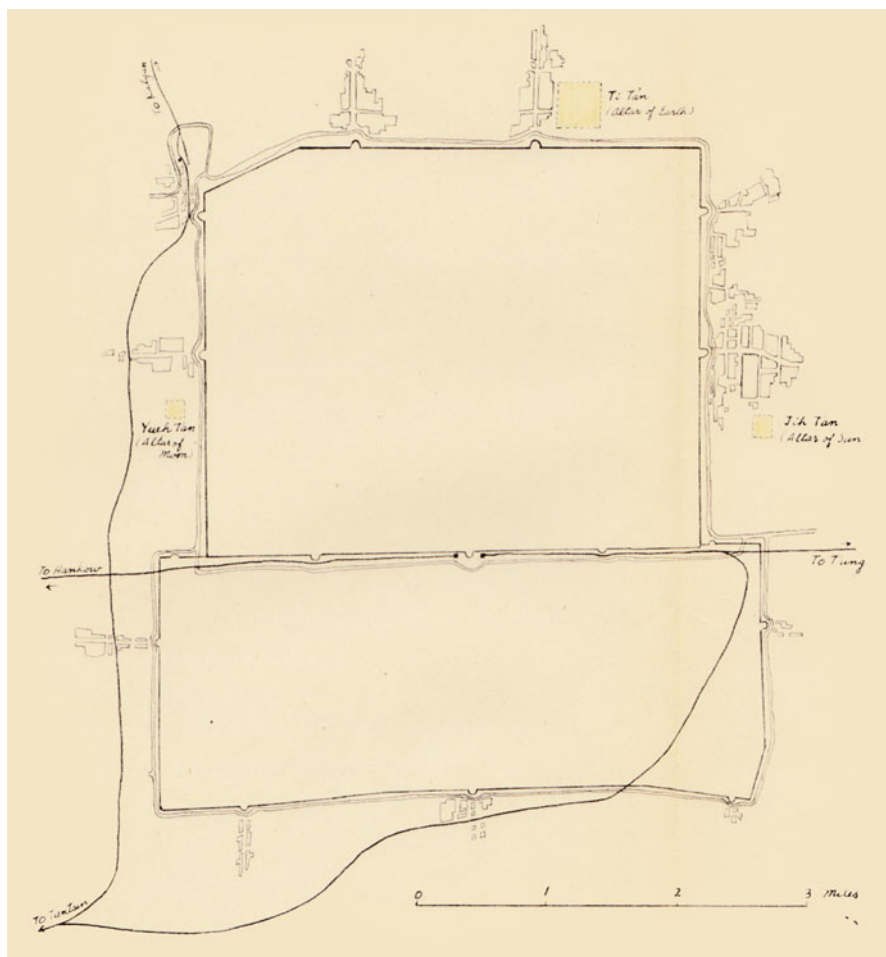 To Kalgan
Ti Tan
(Altar of Earth)
Yueh Tan
(Altar of
Moon)
Jih Tan
(Altar of Sun
To Hankow
To Tung
0 1 2 3 Miles
To Tientsin